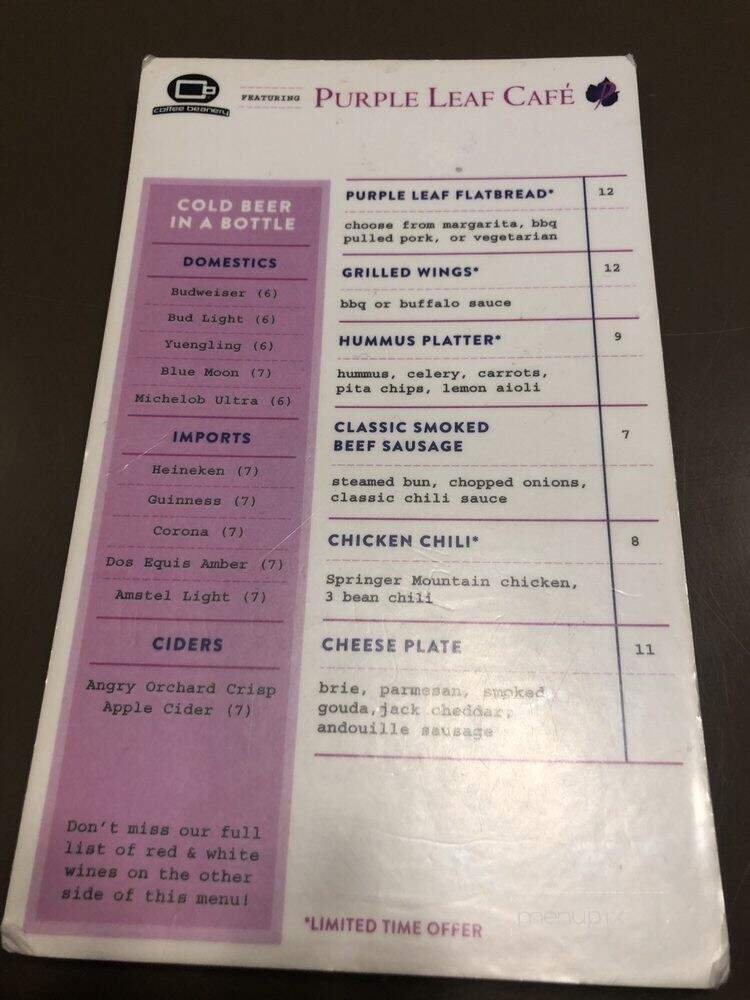 coffee beanery
FEATURING
PURPLE LEAF CAFÉ
COLD BEER
IN A BOTTLE
DOMESTICS
Budweiser (6)
Bud Light (6)
Yuengling (6)
Blue Moon (7)
Michelob Ultra (6)
IMPORTS
Heineken (7)
Guinness (7)
Corona (7)
Dos Equis Amber (7)
Amstel Light (7)
CIDERS
Angry Orchard Crisp
Apple Cider (7)
Don't miss our full
list of red & white
wines on the other
side of this menu!
PURPLE LEAF FLATBREAD* 12
choose from margarita, bbq
pulled pork, or vegetarian
GRILLED WINGS* 12
bbq or buffalo sauce
HUMMUS PLATTER* 9
hummus, celery, carrots,
pita chips, lemon aioli
CLASSIC SMOKED
BEEF SAUSAGE 7
steamed bun, chopped onions,
classic chili sauce
CHICKEN CHILI* 8
Springer Mountain chicken,
3 bean chili
CHEESE PLATE 11
brie, parmesan, smoked
gouda,jack cheddar,
andouille sausage
*LIMITED TIME OFFER